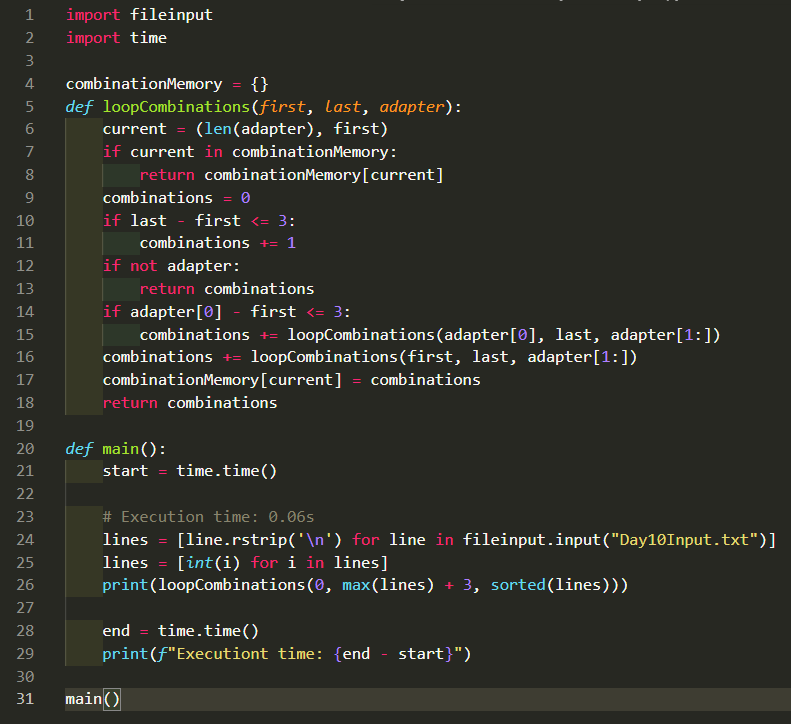 1 import fileinput
2 import time
3
4 combinationMemory = {}
5 def loopCombinations(first, last, adapter):
6     current = (len(adapter), first)
7     if current in combinationMemory:
8         return combinationMemory[current]
9     combinations = 0
10     if last - first <= 3:
11         combinations += 1
12     if not adapter:
13         return combinations
14     if adapter[0] - first <= 3:
15         combinations += loopCombinations(adapter[0], last, adapter[1:])
16     combinations += loopCombinations(first, last, adapter[1:])
17     combinationMemory[current] = combinations
18     return combinations
19
20 def main():
21     start = time.time()
22
23     # Execution time: 0.06s
24     lines = [line.rstrip('\n') for line in fileinput.input("Day10Input.txt")]
25     lines = [int(i) for i in lines]
26     print(loopCombinations(0, max(lines) + 3, sorted(lines)))
27
28     end = time.time()
29     print(f"Executiont time: {end - start}")
30
31 main()